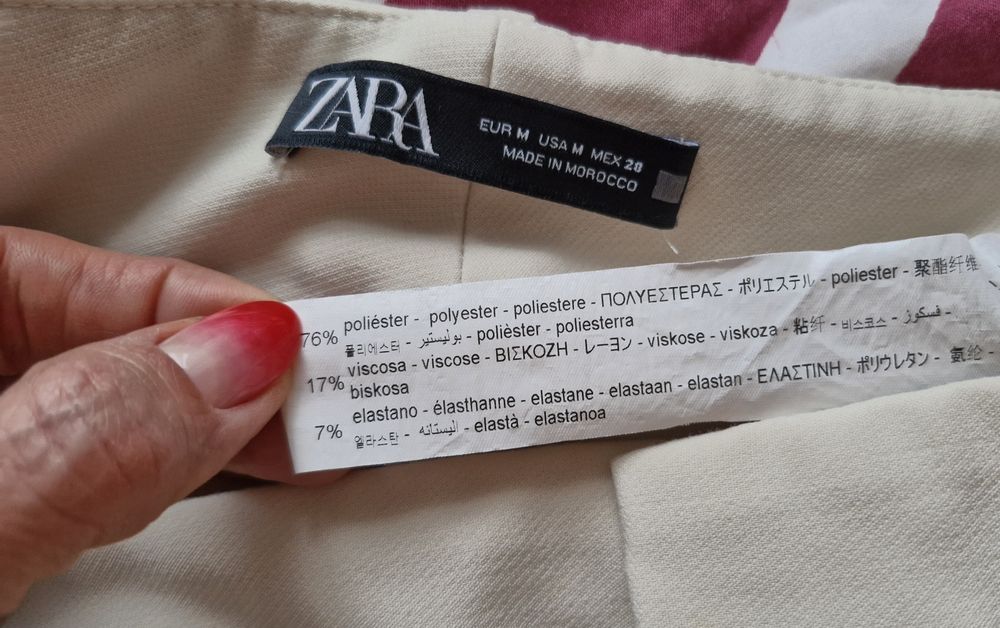 ZARA
EUR M USA M MEX 28
MADE IN MOROCCO
76% poliéster - polyester - poliestere - ΠΟΛΥΕΣΤΕΡΑΣ - ポリエステル - poliester - 聚酯纤维
폴리에스터 - بوليستير - polièster - poliesterra
17% viscosa - viscose - ΒΙΣΚΟΖΗ - レーヨン - viskose - viskoza - 粘纤 - 비스코스 - فسكوز -
biskosa
7% elastano - élasthanne - elastane - elastaan - elastan - ΕΛΑΣΤΙΝΗ - ポリウレタン - 氨纶 -
엘라스탄 - اليستانه - elastà - elastanoa